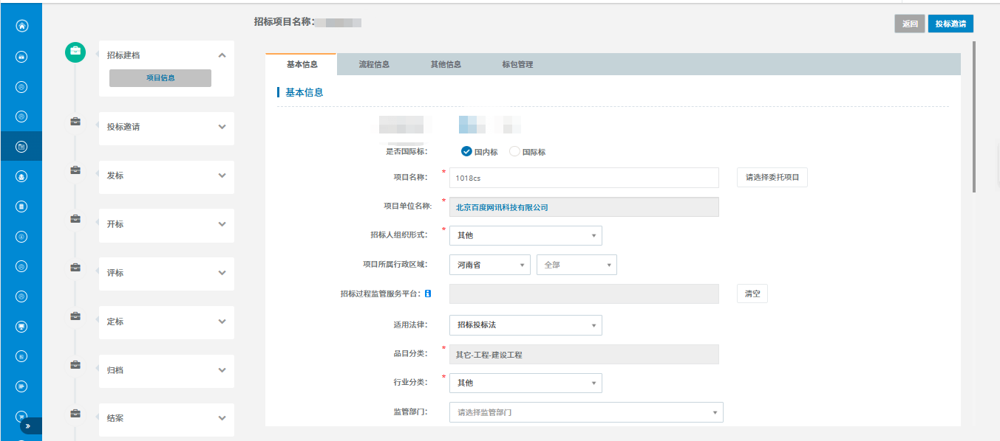 招标项目名称:
返回
投标邀请
招标建档
项目信息
投标邀请
发标
开标
评标
定标
归档
结案
基本信息
流程信息
其他信息
标包管理
基本信息
是否国际标:
国内标
国际标
项目名称:
*
1018cs
请选择委托项目
项目单位名称:
*
北京百度网讯科技有限公司
招标人组织形式:
*
其他
项目所属行政区域:
河南省
全部
招标过程监管服务平台:
清空
适用法律:
招标投标法
品目分类:
*
其它-工程-建设工程
行业分类:
*
其他
监管部门:
请选择监管部门